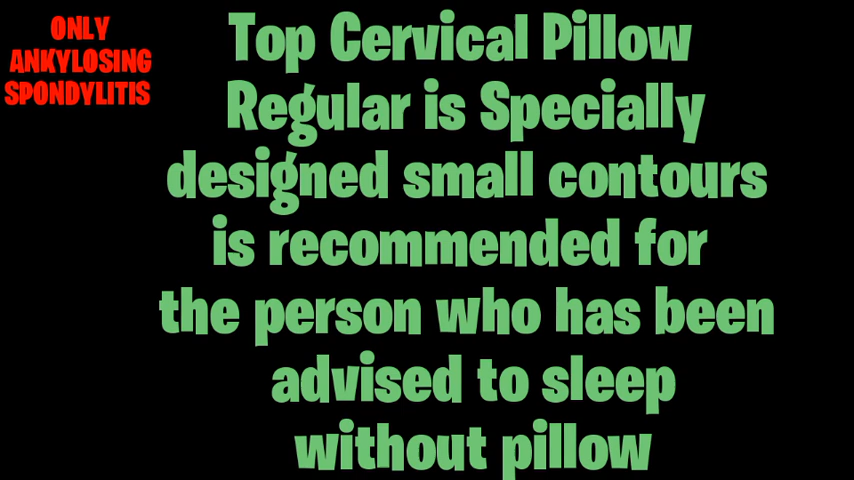 ONLY
ANKYLOSING
SPONDYLITIS
Top Cervical Pillow
Regular is Specially
designed small contours
is recommended for
the person who has been
advised to sleep
without pillow